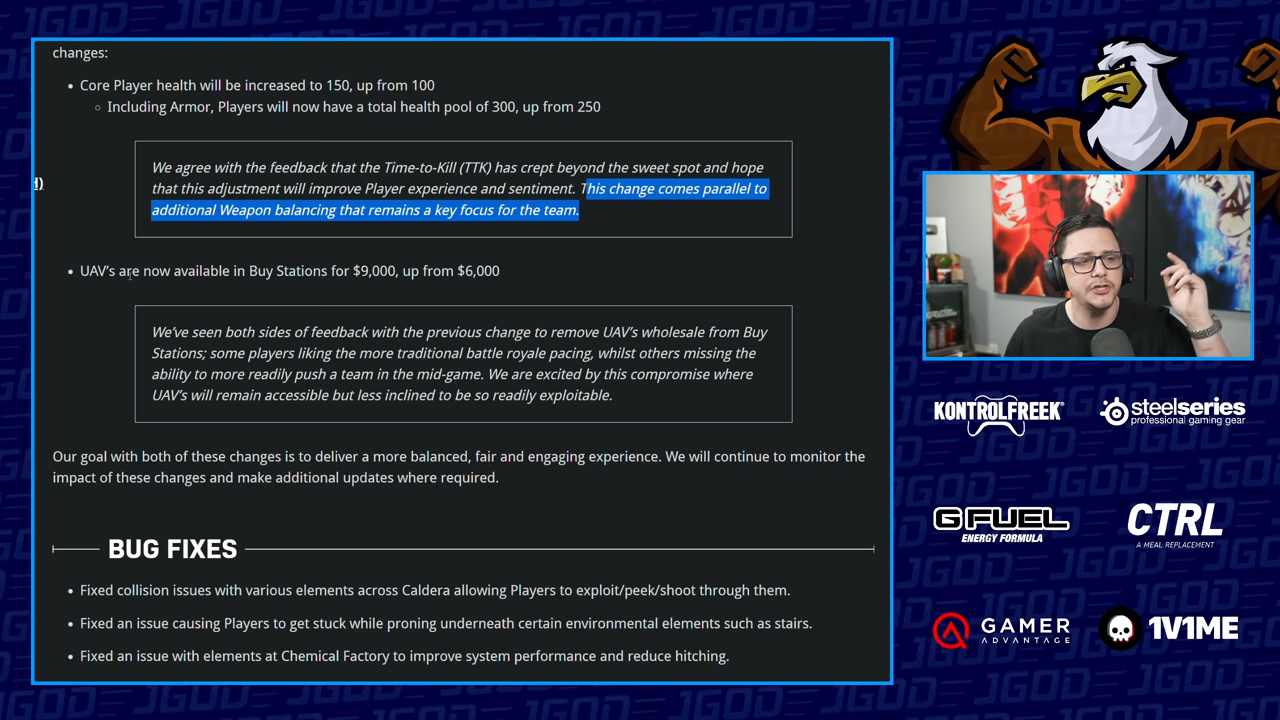 changes:
• Core Player health will be increased to 150, up from 100
○ Including Armor, Players will now have a total health pool of 300, up from 250
We agree with the feedback that the Time-to-Kill (TTK) has crept beyond the sweet spot and hope
that this adjustment will improve Player experience and sentiment. This change comes parallel to
additional Weapon balancing that remains a key focus for the team.
• UAV's are now available in Buy Stations for $9,000, up from $6,000
We've seen both sides of feedback with the previous change to remove UAV's wholesale from Buy
Stations; some players liking the more traditional battle royale pacing, whilst others missing the
ability to more readily push a team in the mid-game. We are excited by this compromise where
UAV's will remain accessible but less inclined to be so readily exploitable.
Our goal with both of these changes is to deliver a more balanced, fair and engaging experience. We will continue to monitor the
impact of these changes and make additional updates where required.
BUG FIXES
• Fixed collision issues with various elements across Caldera allowing Players to exploit/peek/shoot through them.
• Fixed an issue causing Players to get stuck while proning underneath certain environmental elements such as stairs.
• Fixed an issue with elements at Chemical Factory to improve system performance and reduce hitching.
KONTROLFREEK
steelseries
professional gaming gear
G FUEL
ENERGY FORMULA
CTRL
A MEAL REPLACEMENT
GAMER
ADVANTAGE
1V1ME
JGOD